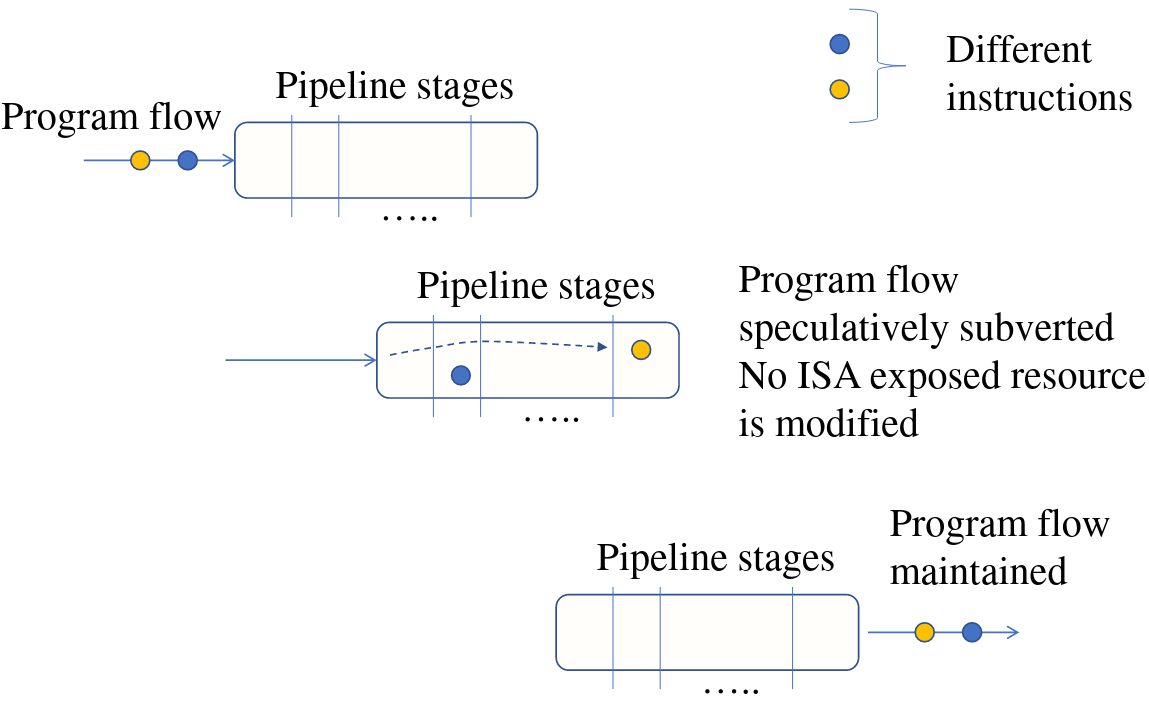 Different
instructions
Pipeline stages
Program flow
…..
Pipeline stages
Program flow
speculatively subverted
No ISA exposed resource
is modified
…..
Program flow
maintained
Pipeline stages
…..